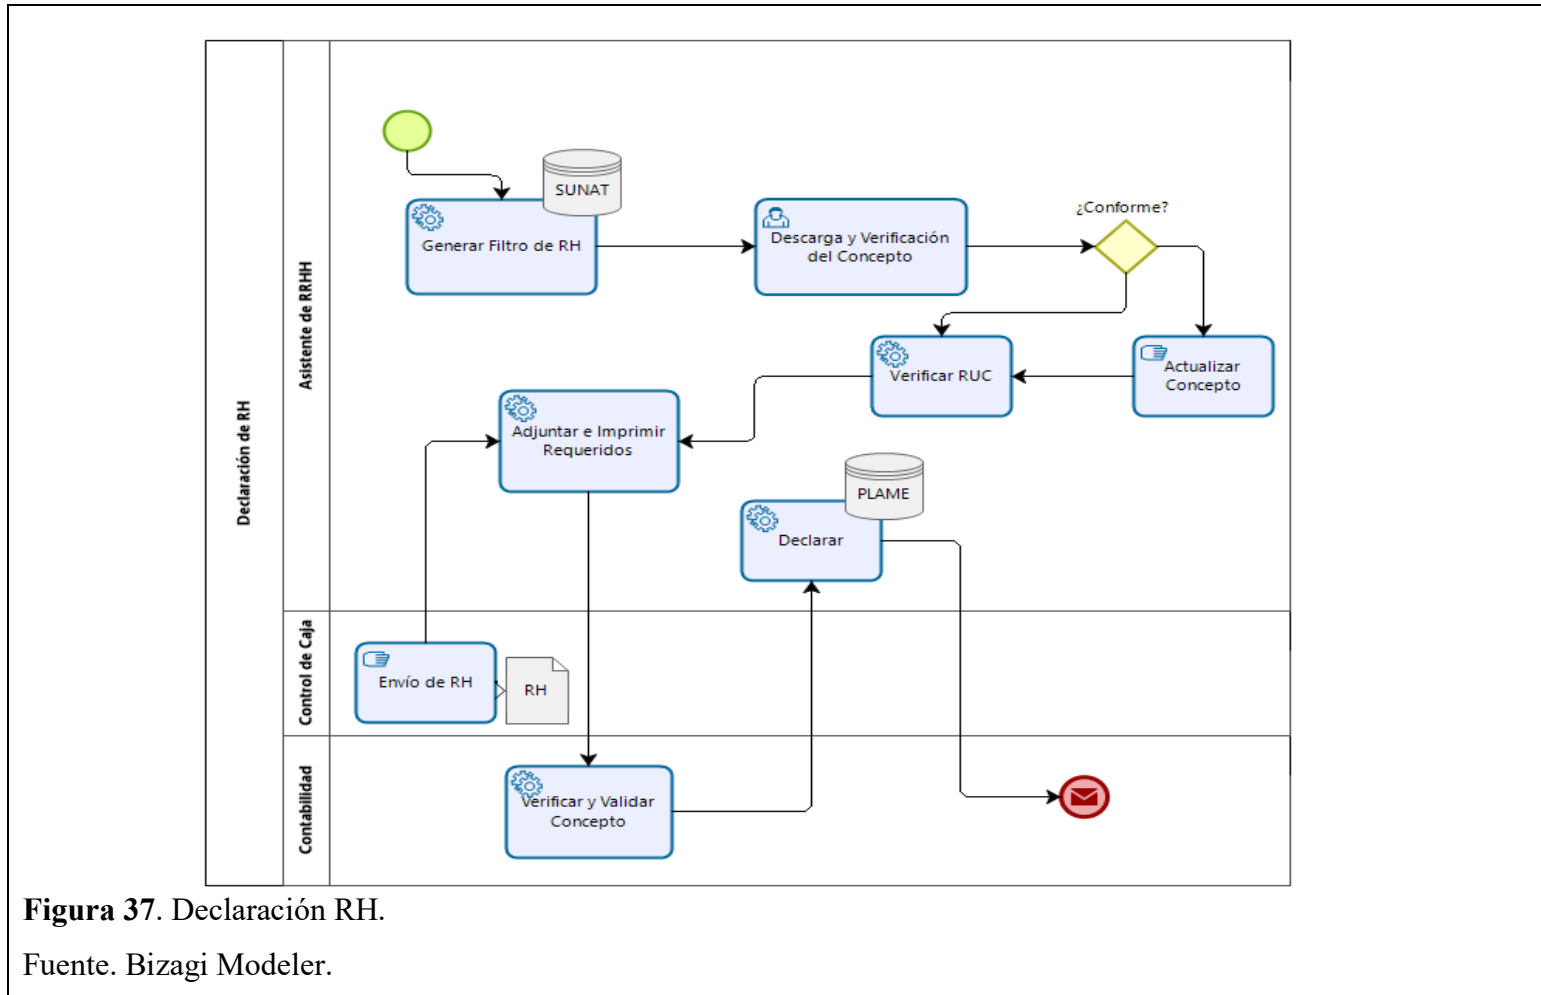 Declaración de RH
Asistente de RRHH
SUNAT
Generar Filtro de RH
Descarga y Verificación
del Concepto
¿Conforme?
Verificar RUC
Actualizar
Concepto
Adjuntar e Imprimir
Requeridos
PLAME
Declarar
Control de Caja
Envío de RH
RH
Contabilidad
Verificar y Validar
Concepto
Figura 37. Declaración RH.
Fuente. Bizagi Modeler.